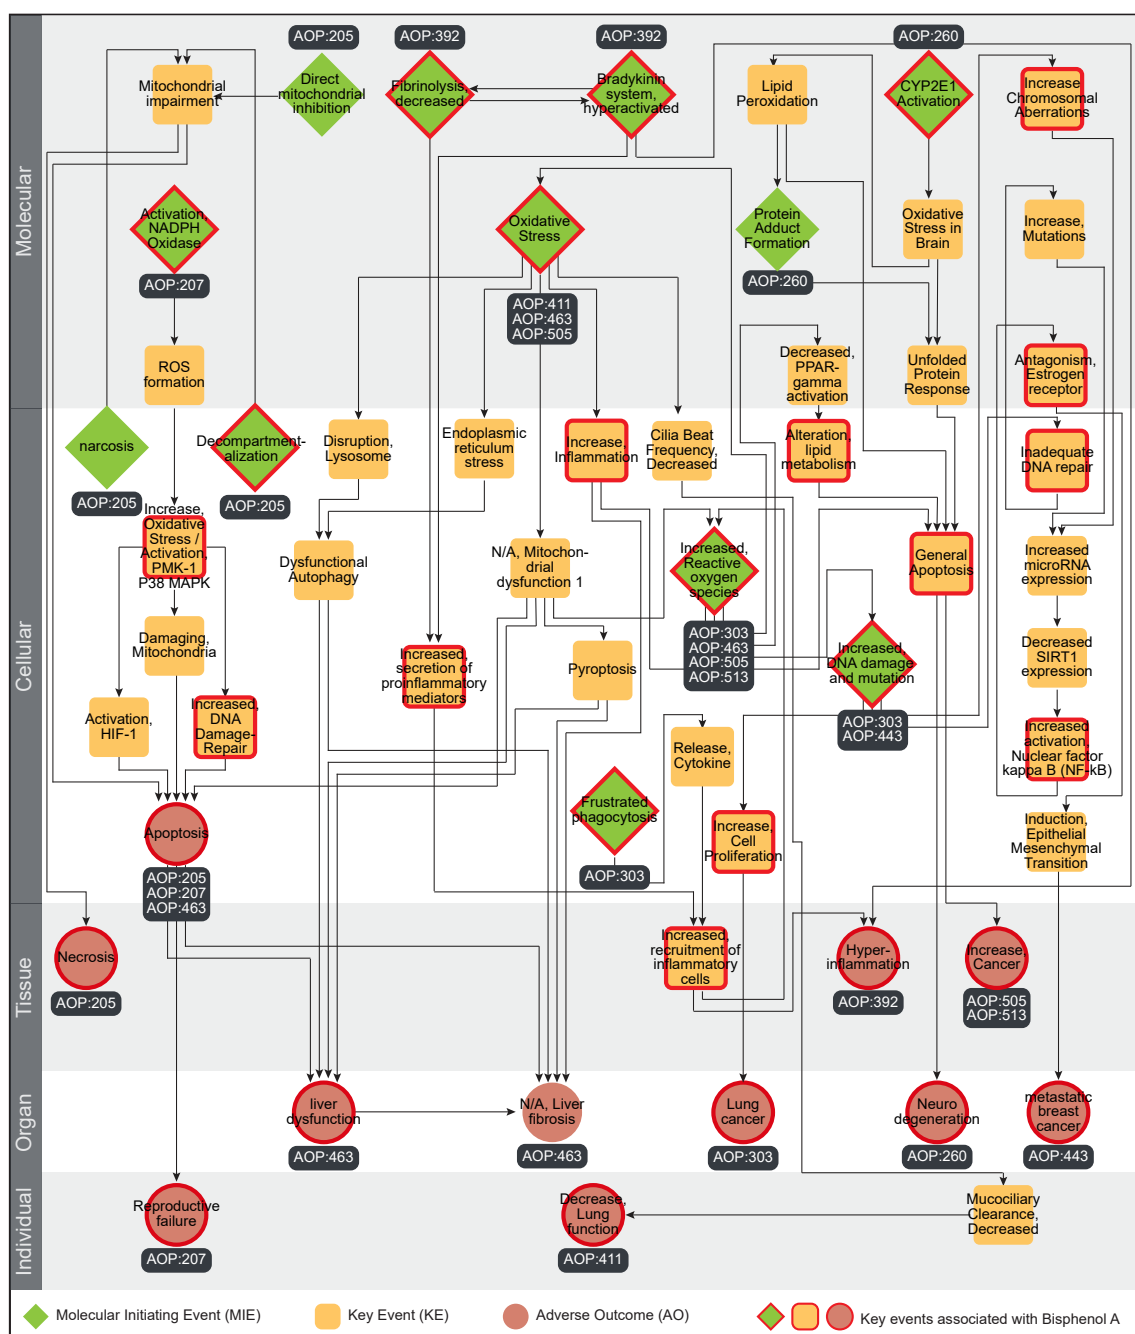 AOP:205
AOP:392
AOP:392
AOP:260
Mitochondrial
impairment
Direct
mitochondrial
inhibition
Fibrinolysis,
decreased
Bradykinin
system,
hyperactivated
Lipid
Peroxidation
CYP2E1
Activation
Increase,
Chromosomal
Aberrations
Molecular
Activation,
NADPH
Oxidase
AOP:207
Oxidative
Stress
AOP:411
AOP:463
AOP:505
Protein
Adduct
Formation
AOP:260
Oxidative
Stress in
Brain
Increase,
Mutations
ROS
formation
Decreased,
PPAR-
gamma
activation
Unfolded
Protein
Response
Antagonism,
Estrogen
receptor
Cellular
narcosis
AOP:205
Decompartment-
alization
AOP:205
Disruption,
Lysosome
Endoplasmic
reticulum
stress
Increase,
Inflammation
Cilia Beat
Frequency,
Decreased
Alteration,
lipid
metabolism
Inadequate
DNA repair
Increase,
Oxidative
Stress /
Activation,
PMK-1
P38 MAPK
Dysfunctional
Autophagy
N/A, Mitochon-
drial
dysfunction 1
Increased,
Reactive
oxygen
species
AOP:303
AOP:463
AOP:505
AOP:513
General
Apoptosis
Increased
microRNA
expression
Damaging,
Mitochondria
Increased,
secretion of
proinflammatory
mediators
Pyroptosis
Increased,
DNA damage
and mutation
AOP:303
AOP:443
Decreased
SIRT1
expression
Activation,
HIF-1
Increased,
DNA
Damage-
Repair
Release,
Cytokine
Increased
activation,
Nuclear factor
kappa B (NF-kB)
Apoptosis
AOP:205
AOP:207
AOP:463
Frustrated
phagocytosis
AOP:303
Increase,
Cell
Proliferation
Induction,
Epithelial
Mesenchymal
Transition
Tissue
Necrosis
AOP:205
Increased,
recruitment of
inflammatory
cells
Hyper-
inflammation
AOP:392
Increase,
Cancer
AOP:505
AOP:513
Organ
liver
dysfunction
AOP:463
N/A, Liver
fibrosis
AOP:463
Lung
cancer
AOP:303
Neuro
degeneration
AOP:260
metastatic
breast
cancer
AOP:443
Individual
Reproductive
failure
AOP:207
Decrease,
Lung
function
AOP:411
Mucociliary
Clearance,
Decreased
Molecular Initiating Event (MIE)
Key Event (KE)
Adverse Outcome (AO)
Key events associated with Bisphenol A